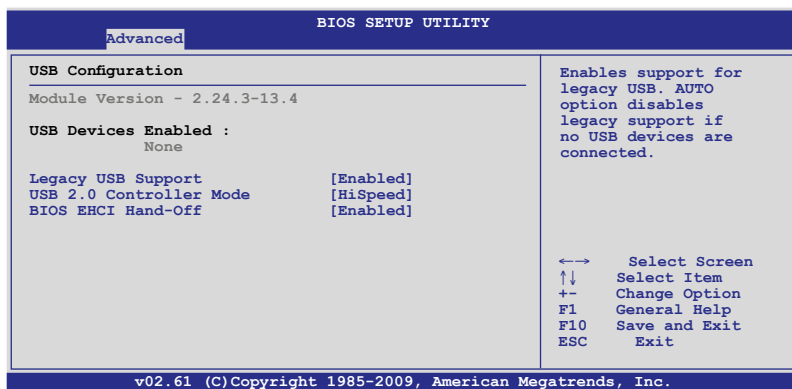 BIOS SETUP UTILITY
Advanced
USB Configuration
Module Version - 2.24.3-13.4
USB Devices Enabled :
None
Legacy USB Support [Enabled]
USB 2.0 Controller Mode [HiSpeed]
BIOS EHCI Hand-Off [Enabled]
Enables support for
legacy USB. AUTO
option disables
legacy support if
no USB devices are
connected.
←→ Select Screen
↑↓ Select Item
+- Change Option
F1 General Help
F10 Save and Exit
ESC Exit
v02.61 (C)Copyright 1985-2009, American Megatrends, Inc.